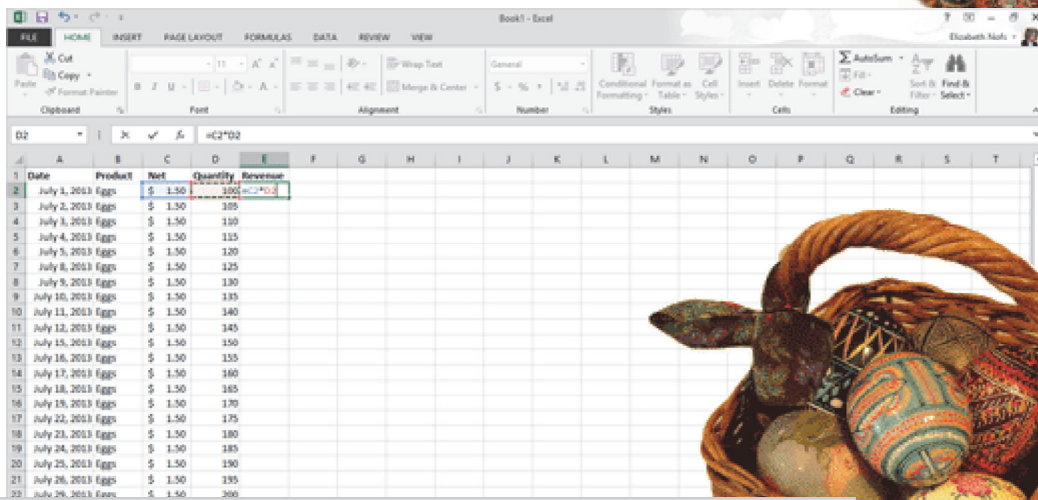 Book1 - Excel
FILE HOME INSERT PAGE LAYOUT FORMULAS DATA REVIEW VIEW
Cut
Copy
Format Painter
Paste
11
Wrap Text
Merge & Center
General
Conditional Formatting
Format as Table
Cell Styles
Insert Delete Format
AutoSum
Fill
Clear
Sort & Filter
Find & Select
Clipboard Font Alignment Number Styles Cells Editing
D2 =C2*D2
A B C D E F G H I J K L M N O P Q R S T
1 Date Product Net Quantity Revenue
2 July 1, 2013 Eggs $ 1.50 100 =C2*D2
3 July 2, 2013 Eggs $ 1.50 105
4 July 3, 2013 Eggs $ 1.50 110
5 July 4, 2013 Eggs $ 1.50 115
6 July 5, 2013 Eggs $ 1.50 120
7 July 8, 2013 Eggs $ 1.50 125
8 July 9, 2013 Eggs $ 1.50 130
9 July 10, 2013 Eggs $ 1.50 135
10 July 11, 2013 Eggs $ 1.50 140
11 July 12, 2013 Eggs $ 1.50 145
12 July 15, 2013 Eggs $ 1.50 150
13 July 16, 2013 Eggs $ 1.50 155
14 July 17, 2013 Eggs $ 1.50 160
15 July 18, 2013 Eggs $ 1.50 165
16 July 19, 2013 Eggs $ 1.50 170
17 July 22, 2013 Eggs $ 1.50 175
18 July 23, 2013 Eggs $ 1.50 180
19 July 24, 2013 Eggs $ 1.50 185
20 July 25, 2013 Eggs $ 1.50 190
21 July 26, 2013 Eggs $ 1.50 195
22 July 29, 2013 Eggs $ 1.50 200